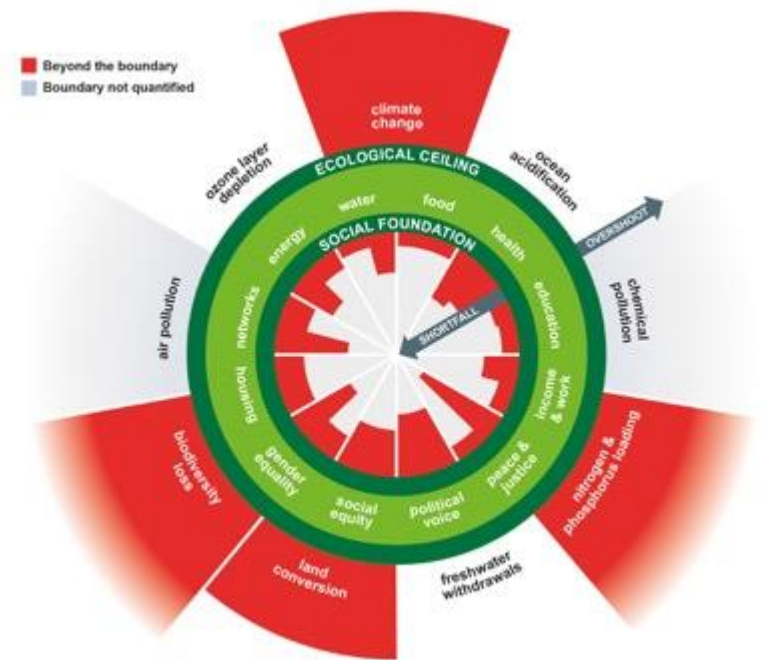 Beyond the boundary
Boundary not quantified
climate
change
ozone layer
depletion
ECOLOGICAL CEILING
ocean
acidification
water
food
SOCIAL FOUNDATION
energy
health
OVERSHOOT
SHORTFALL
air pollution
networks
education
chemical
pollution
housing
income
& work
biodiversity
loss
gender
equality
peace &
justice
nitrogen &
phosphorus loading
social
equity
political
voice
land
conversion
freshwater
withdrawals